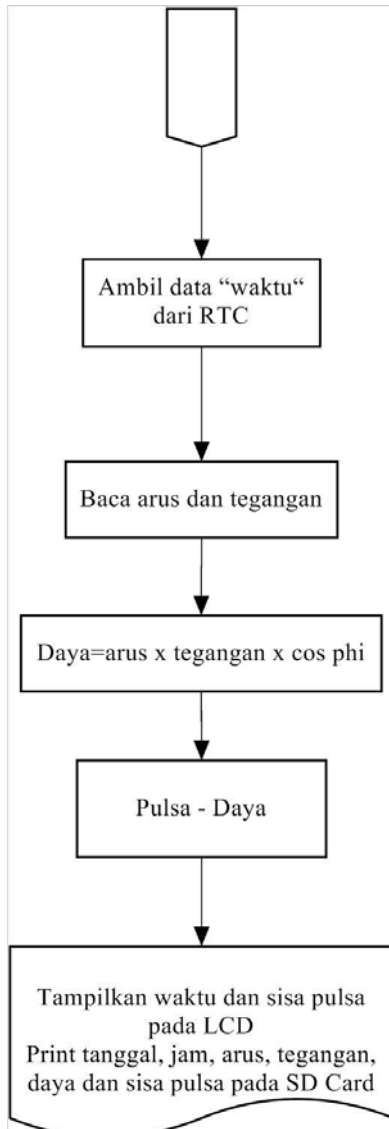 Ambil data “waktu“
dari RTC
Baca arus dan tegangan
Daya=arus x tegangan x cos phi
Pulsa - Daya
Tampilkan waktu dan sisa pulsa
pada LCD
Print tanggal, jam, arus, tegangan,
daya dan sisa pulsa pada SD Card